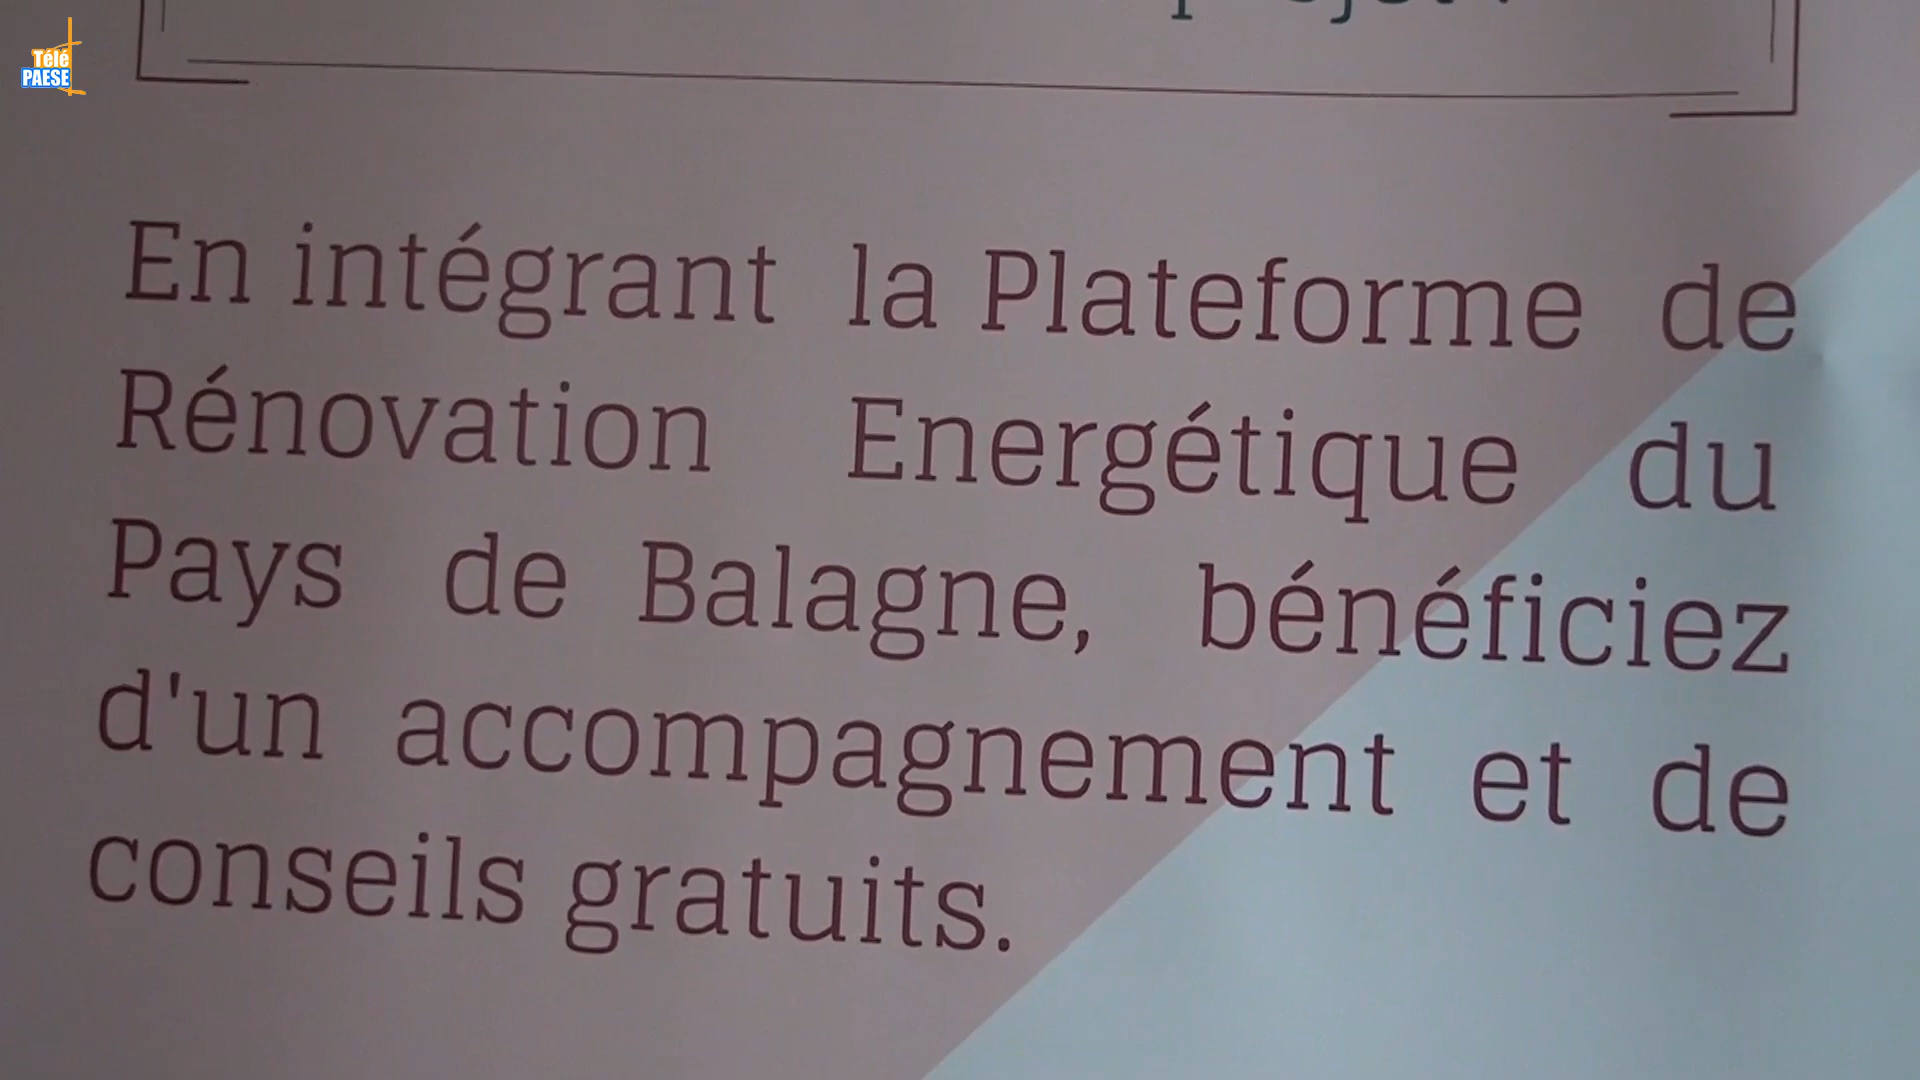 Télé
PAESE
En intégrant la Plateforme de
Rénovation Energétique du
Pays de Balagne, bénéficiez
d'un accompagnement et de
conseils gratuits.